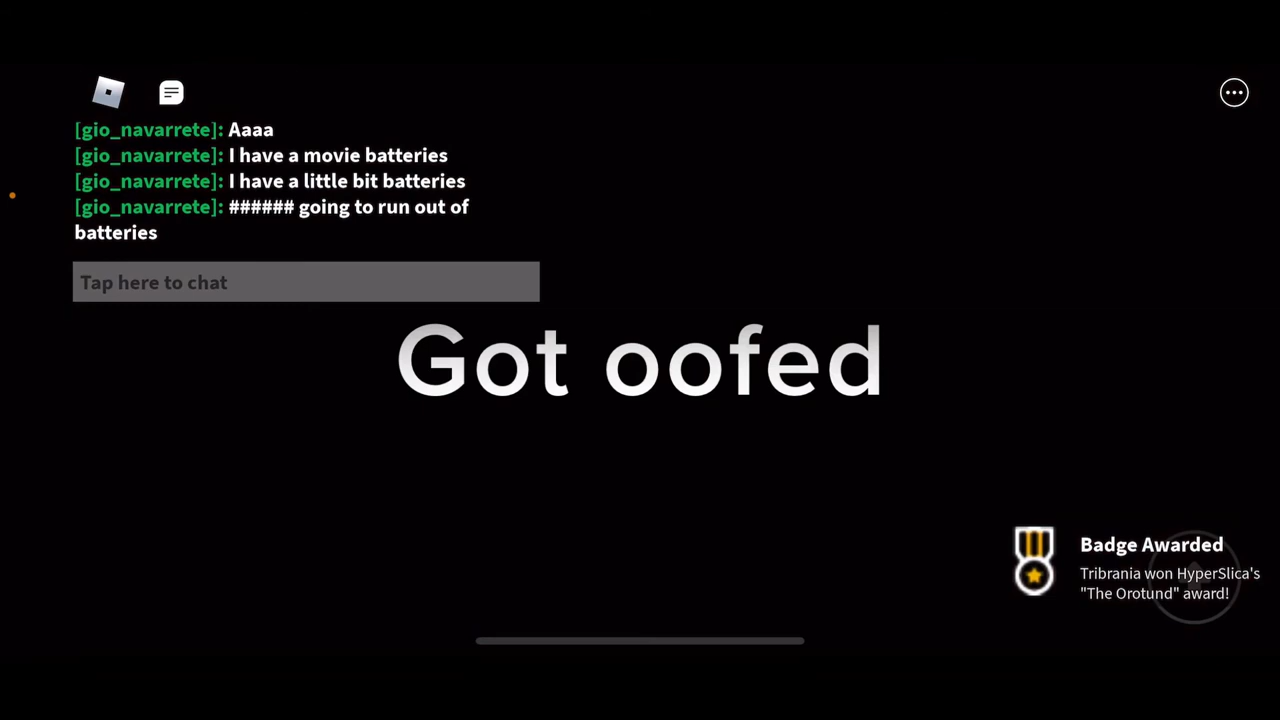 [gio_navarrete]: Aaaa
[gio_navarrete]: I have a movie batteries
[gio_navarrete]: I have a little bit batteries
[gio_navarrete]: ###### going to run out of
batteries
Tap here to chat
Got oofed
Badge Awarded
Tribrania won HyperSlica's
"The Orotund" award!